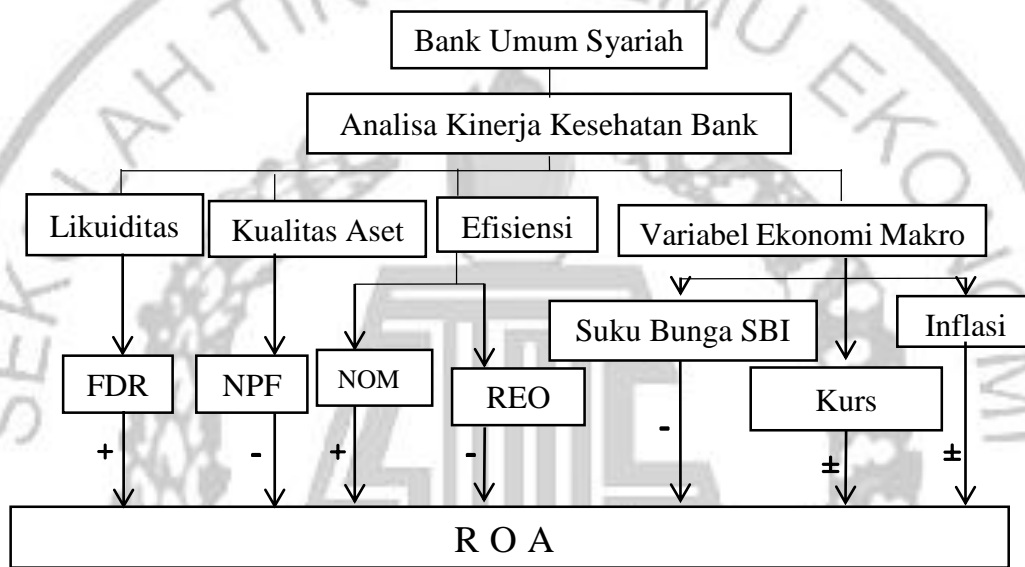 Bank Umum Syariah
Analisa Kinerja Kesehatan Bank
Likuiditas
Kualitas Aset
Efisiensi
Variabel Ekonomi Makro
Suku Bunga SBI
Inflasi
FDR
NPF
NOM
REO
Kurs
+
-
+
-
-
±
±
R O A